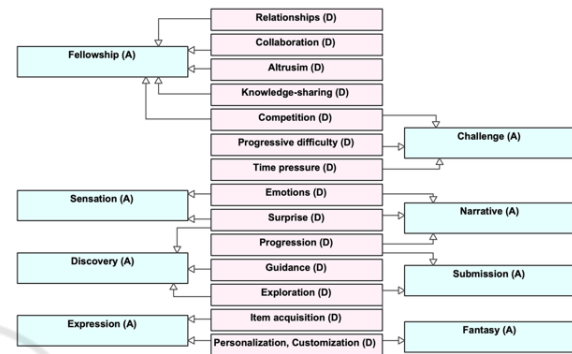 Relationships (D)
Collaboration (D)
Fellowship (A)
Altrusim (D)
Knowledge-sharing (D)
Competition (D)
Challenge (A)
Progressive difficulty (D)
Time pressure (D)
Emotions (D)
Sensation (A)
Narrative (A)
Surprise (D)
Progression (D)
Discovery (A)
Guidance (D)
Submission (A)
Exploration (D)
Item acquisition (D)
Expression (A)
Fantasy (A)
Personalization, Customization (D)